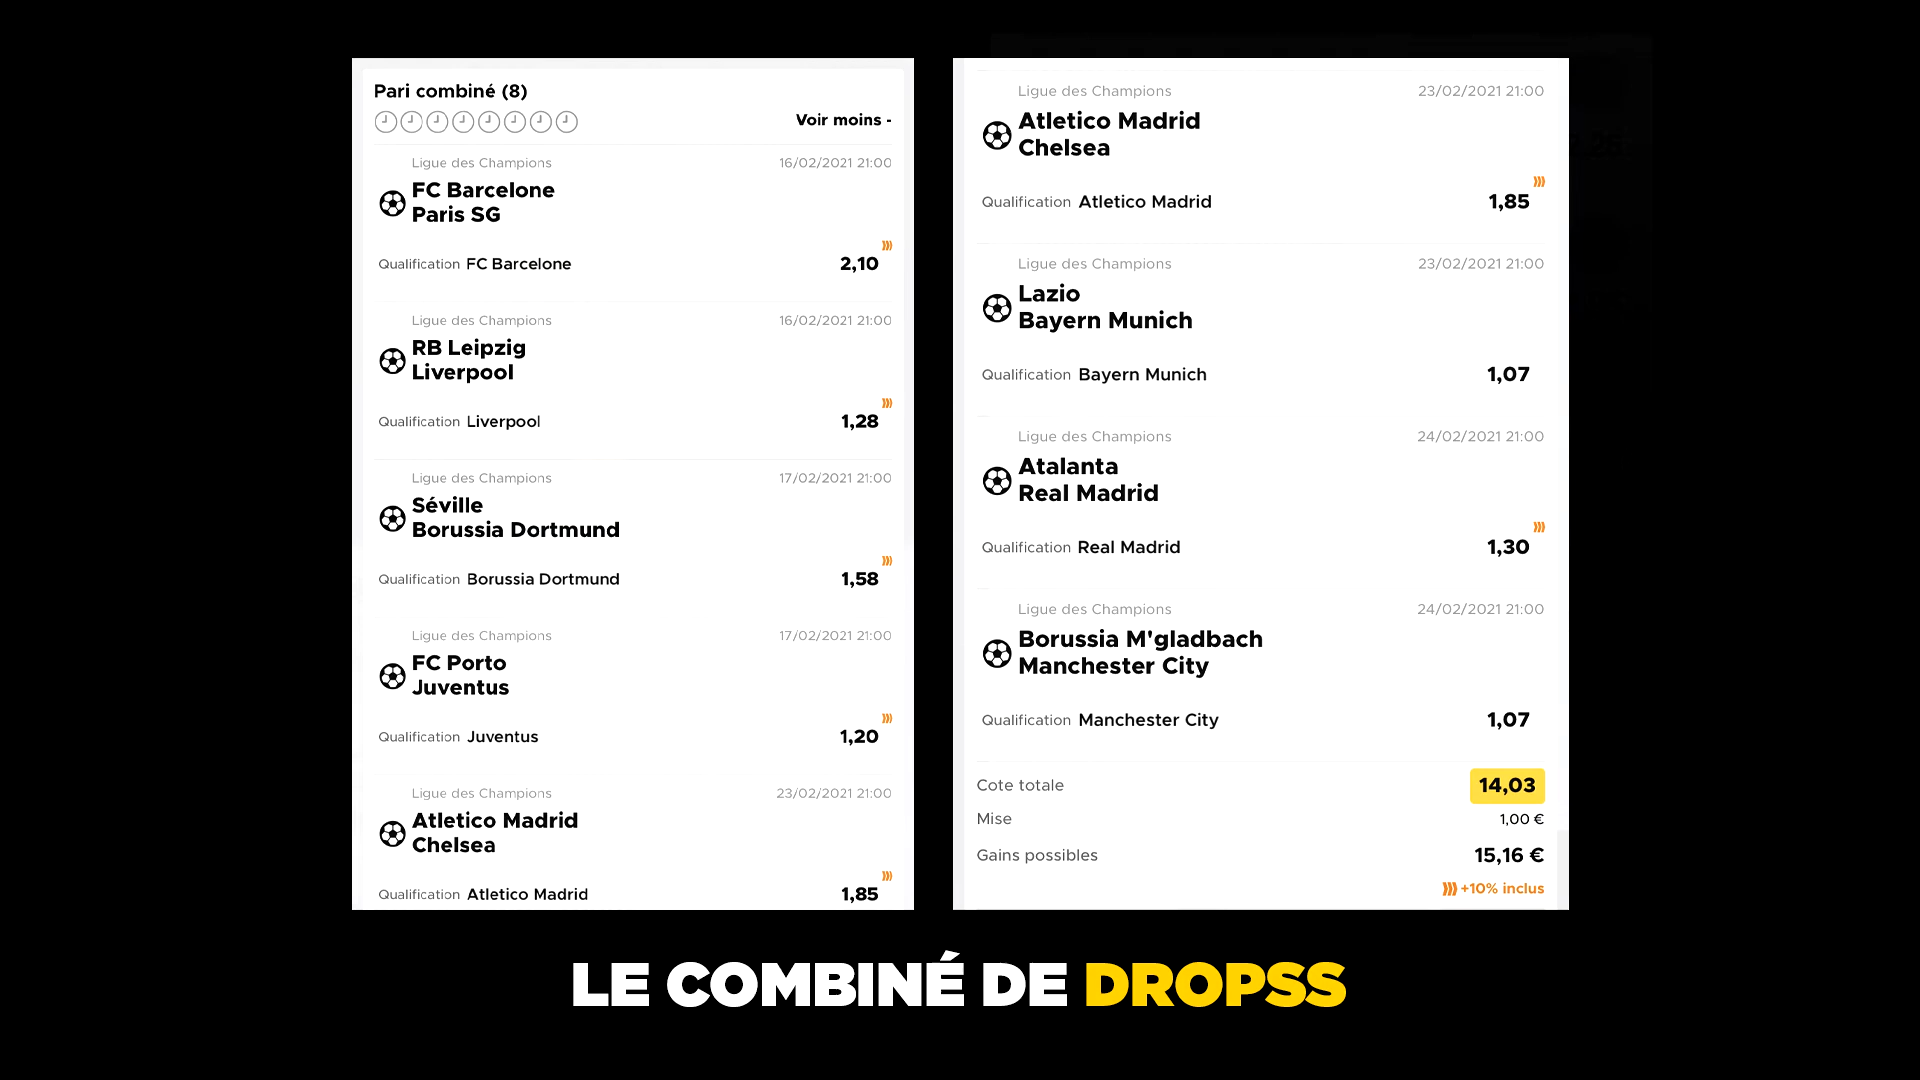 Pari combiné (8)
Voir moins -
Ligue des Champions 16/02/2021 21:00
FC Barcelone
Paris SG
Qualification FC Barcelone 2,10
Ligue des Champions 16/02/2021 21:00
RB Leipzig
Liverpool
Qualification Liverpool 1,28
Ligue des Champions 17/02/2021 21:00
Séville
Borussia Dortmund
Qualification Borussia Dortmund 1,58
Ligue des Champions 17/02/2021 21:00
FC Porto
Juventus
Qualification Juventus 1,20
Ligue des Champions 23/02/2021 21:00
Atletico Madrid
Chelsea
Qualification Atletico Madrid 1,85
Ligue des Champions 23/02/2021 21:00
Atletico Madrid
Chelsea
Qualification Atletico Madrid 1,85
Ligue des Champions 23/02/2021 21:00
Lazio
Bayern Munich
Qualification Bayern Munich 1,07
Ligue des Champions 24/02/2021 21:00
Atalanta
Real Madrid
Qualification Real Madrid 1,30
Ligue des Champions 24/02/2021 21:00
Borussia M'gladbach
Manchester City
Qualification Manchester City 1,07
Cote totale 14,03
Mise 1,00 €
Gains possibles 15,16 €
+10% inclus
LE COMBINÉ DE DROPSS